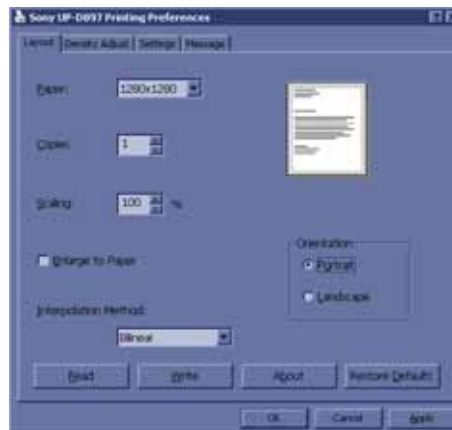 Sony UP-D897 Printing Preferences
Layout Density Adjust Settings Message
Paper: 1280x1280
Copies: 1
Scaling: 100 %
Orientation
Enlarge to Paper
Portrait
Landscape
Interpolation Method:
Bilinear
Read Write About Restore Defaults
OK Cancel Apply